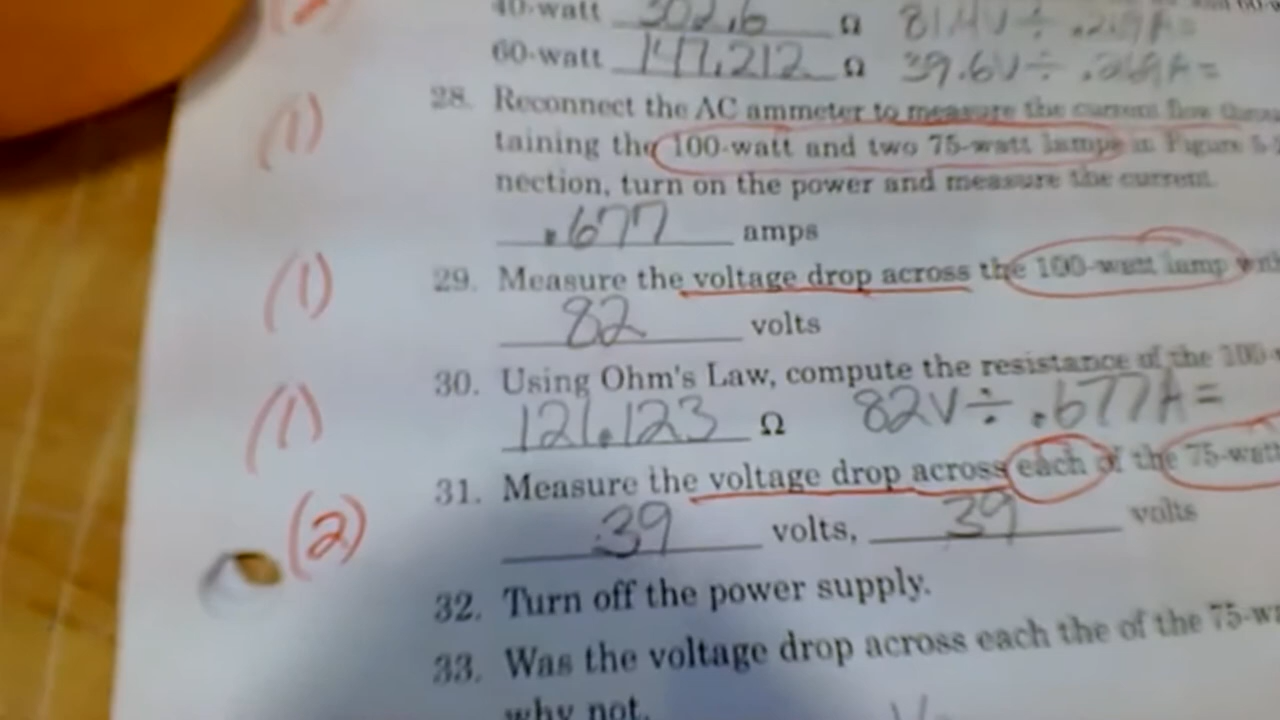 40-watt 302.6 Ω 81.4V ÷ .269A =
60-watt 147.212 Ω 39.6V ÷ .269A =
(1) 28. Reconnect the AC ammeter to measure the current flow
taining the 100-watt and two 75-watt lamps in Figure
nection, turn on the power and measure the current.
.677 amps
(1) 29. Measure the voltage drop across the 100-watt lamp
82 volts
(1) 30. Using Ohm's Law, compute the resistance of the 100
121.123 Ω 82V ÷ .677A =
(2) 31. Measure the voltage drop across each of the 75-watt
39 volts, 39 volts
32. Turn off the power supply.
33. Was the voltage drop across each the of the 75-w
why not.